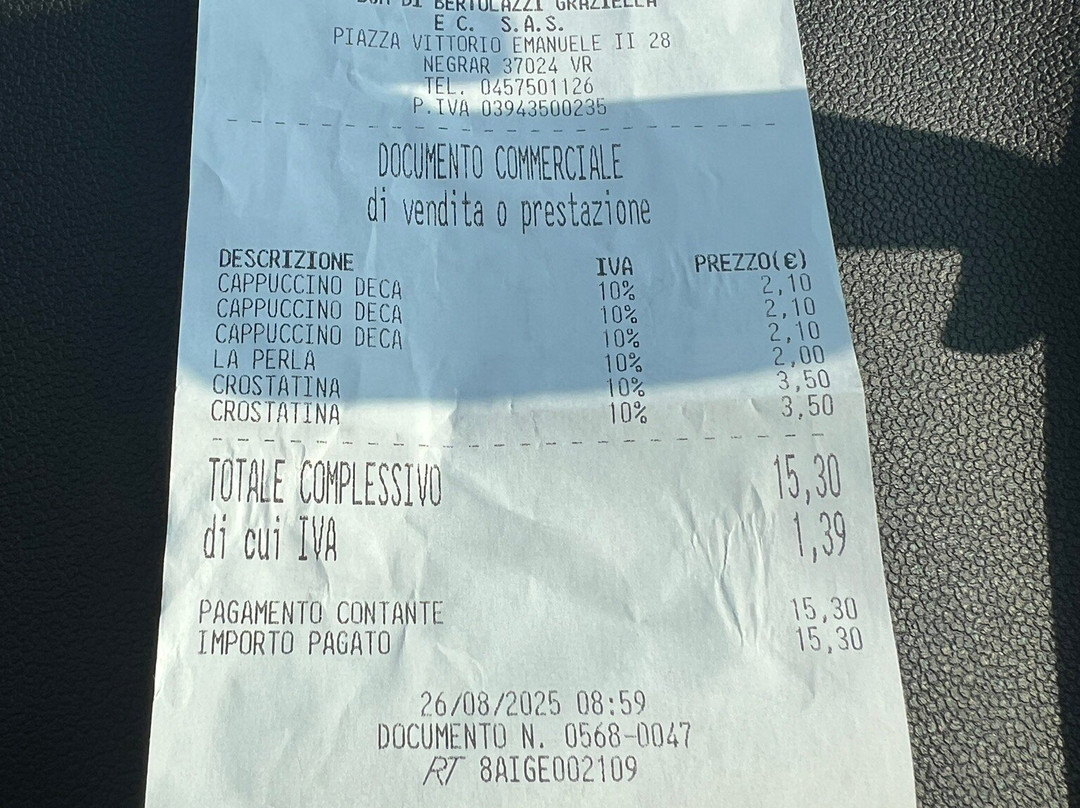 DI BERTOLAZZI GRAZIELLA
E C. S.A.S.
PIAZZA VITTORIO EMANUELE II 28
NEGRAR 37024 VR
TEL. 0457501126
P.IVA 03943500235
DOCUMENTO COMMERCIALE
di vendita o prestazione
DESCRIZIONE IVA PREZZO(€)
CAPPUCCINO DECA 10% 2,10
CAPPUCCINO DECA 10% 2,10
CAPPUCCINO DECA 10% 2,10
LA PERLA 10% 2,00
CROSTATINA 10% 3,50
CROSTATINA 10% 3,50
TOTALE COMPLESSIVO 15,30
di cui IVA 1,39
PAGAMENTO CONTANTE 15,30
IMPORTO PAGATO 15,30
26/08/2025 08:59
DOCUMENTO N. 0568-0047
RT 8AIGE002109